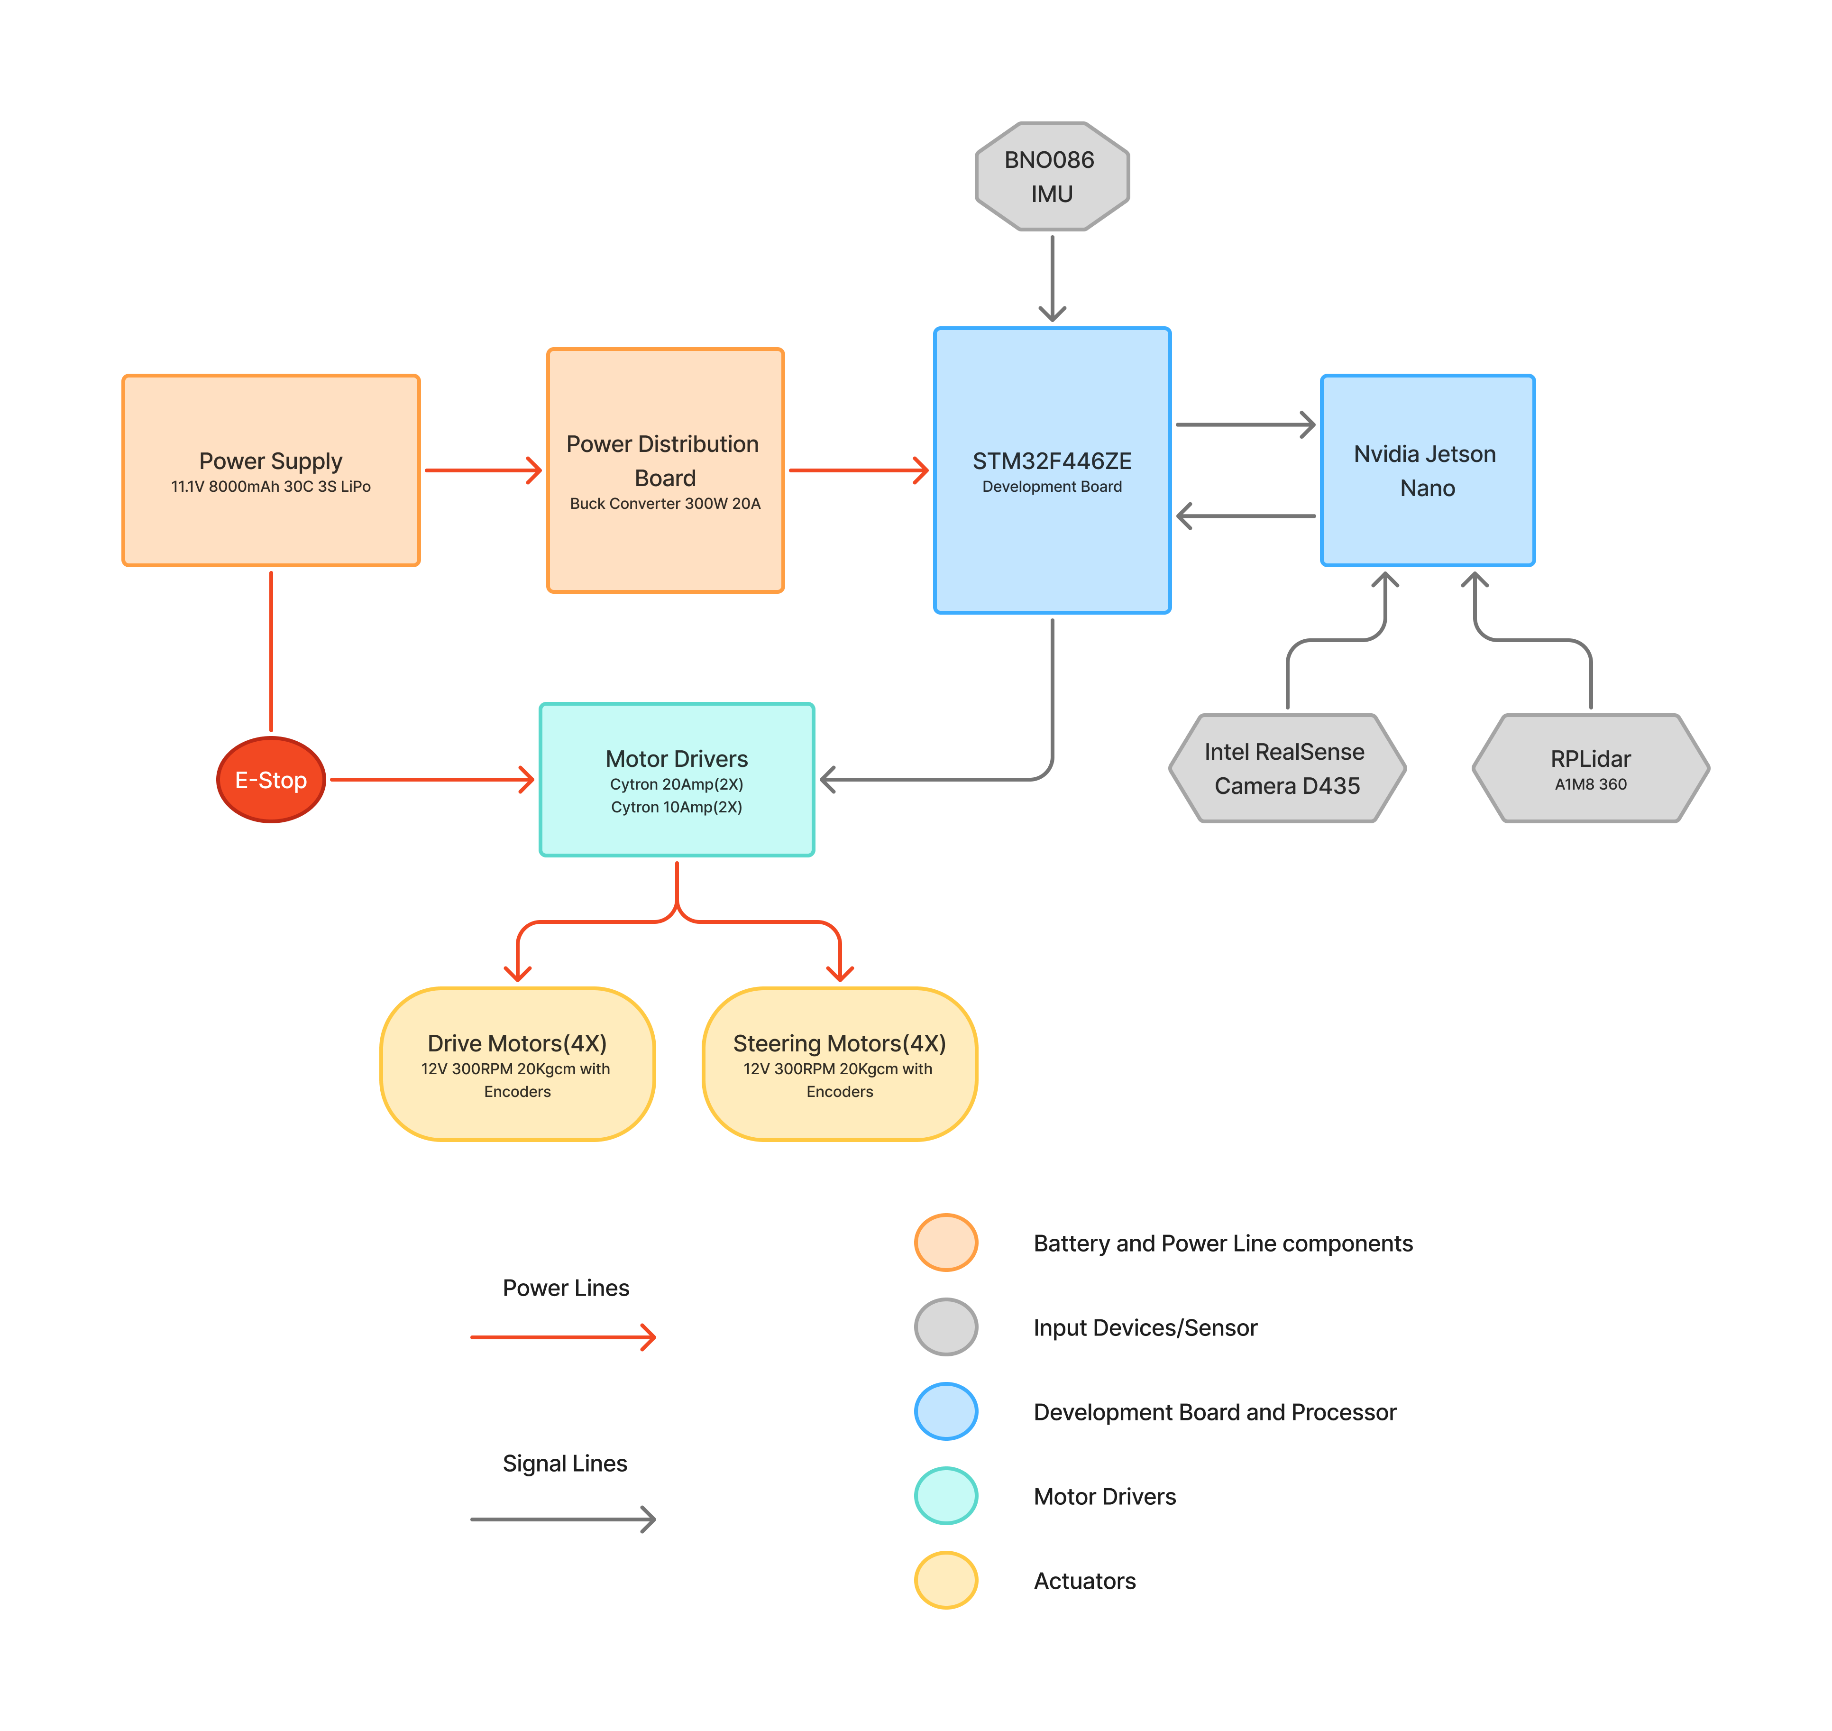 BNO086
IMU
Power Supply
11.1V 8000mAh 30C 3S LiPo
Power Distribution
Board
Buck Converter 300W 20A
STM32F446ZE
Development Board
Nvidia Jetson
Nano
E-Stop
Motor Drivers
Cytron 20Amp(2X)
Cytron 10Amp(2X)
Intel RealSense
Camera D435
RPLidar
A1M8 360
Drive Motors(4X)
12V 300RPM 20Kgcm with
Encoders
Steering Motors(4X)
12V 300RPM 20Kgcm with
Encoders
Power Lines
Signal Lines
Battery and Power Line components
Input Devices/Sensor
Development Board and Processor
Motor Drivers
Actuators